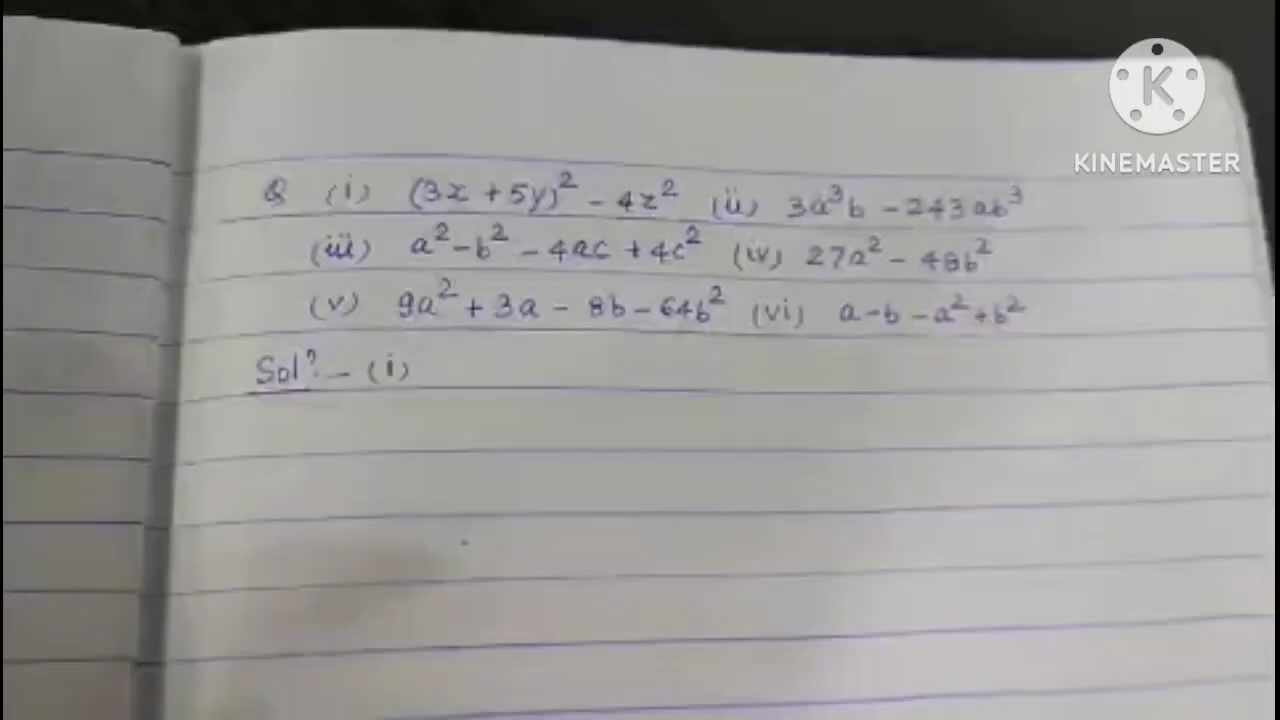 K
KINEMASTER
Q (i) (3x + 5y)² - 4z² (ii) 3a³b - 243ab³
(iii) a² - b² - 4ac + 4c² (iv) 27a² - 48b²
(v) 9a² + 3a - 8b - 64b² (vi) a - b - a² + b²
Solⁿ - (i)